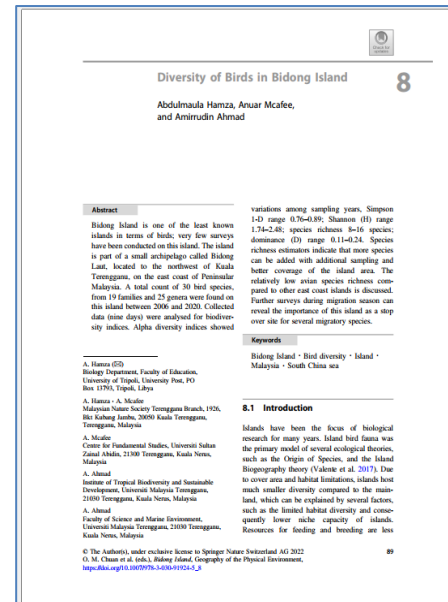 Check for
updates
Diversity of Birds in Bidong Island
8
Abdulmaula Hamza, Anuar Mcafee,
and Amirrudin Ahmad
Abstract
Bidong Island is one of the least known
islands in terms of birds; very few surveys
have been conducted on this island. The island
is part of a small archipelago called Bidong
Laut, located to the northwest of Kuala
Terengganu, on the east coast of Peninsular
Malaysia. A total count of 30 bird species,
from 19 families and 25 genera were found on
this island between 2006 and 2020. Collected
data (nine days) were analysed for biodiver-
sity indices. Alpha diversity indices showed
variations among sampling years, Simpson
1-D range 0.76–0.89; Shannon (H) range
1.74–2.48; species richness 8–16 species;
dominance (D) range 0.11–0.24. Species
richness estimators indicate that more species
can be added with additional sampling and
better coverage of the island area. The
relatively low avian species richness com-
pared to other east coast islands is discussed.
Further surveys during migration season can
reveal the importance of this island as a stop
over site for several migratory species.
Keywords
Bidong Island · Bird diversity · Island ·
Malaysia · South China sea
A. Hamza (✉)
Biology Department, Faculty of Education,
University of Tripoli, University Post, PO
Box 13793, Tripoli, Libya
A. Hamza · A. Mcafee
Malaysian Nature Society Terengganu Branch, 1926,
Bkt Kubang Jambu, 20050 Kuala Terengganu,
Terengganu, Malaysia
A. Mcafee
Centre for Fundamental Studies, Universiti Sultan
Zainal Abidin, 21300 Terengganu, Kuala Nerus,
Malaysia
A. Ahmad
Institute of Tropical Biodiversity and Sustainable
Development, Universiti Malaysia Terengganu,
21030 Terengganu, Kuala Nerus, Malaysia
A. Ahmad
Faculty of Science and Marine Environment,
Universiti Malaysia Terengganu, 21030 Terengganu,
Kuala Nerus, Malaysia
8.1 Introduction
Islands have been the focus of biological
research for many years. Island bird fauna was
the primary model of several ecological theories,
such as the Origin of Species, and the Island
Biogeography theory (Valente et al. 2017). Due
to cover area and habitat limitations, islands host
much smaller diversity compared to the main-
land, which can be explained by several factors,
such as the limited habitat diversity and conse-
quently lower niche capacity of islands.
Resources for feeding and breeding are less
© The Author(s), under exclusive license to Springer Nature Switzerland AG 2022
89
O. M. Chuan et al. (eds.), Bidong Island, Geography of the Physical Environment,
https://doi.org/10.1007/978-3-030-91924-5_8